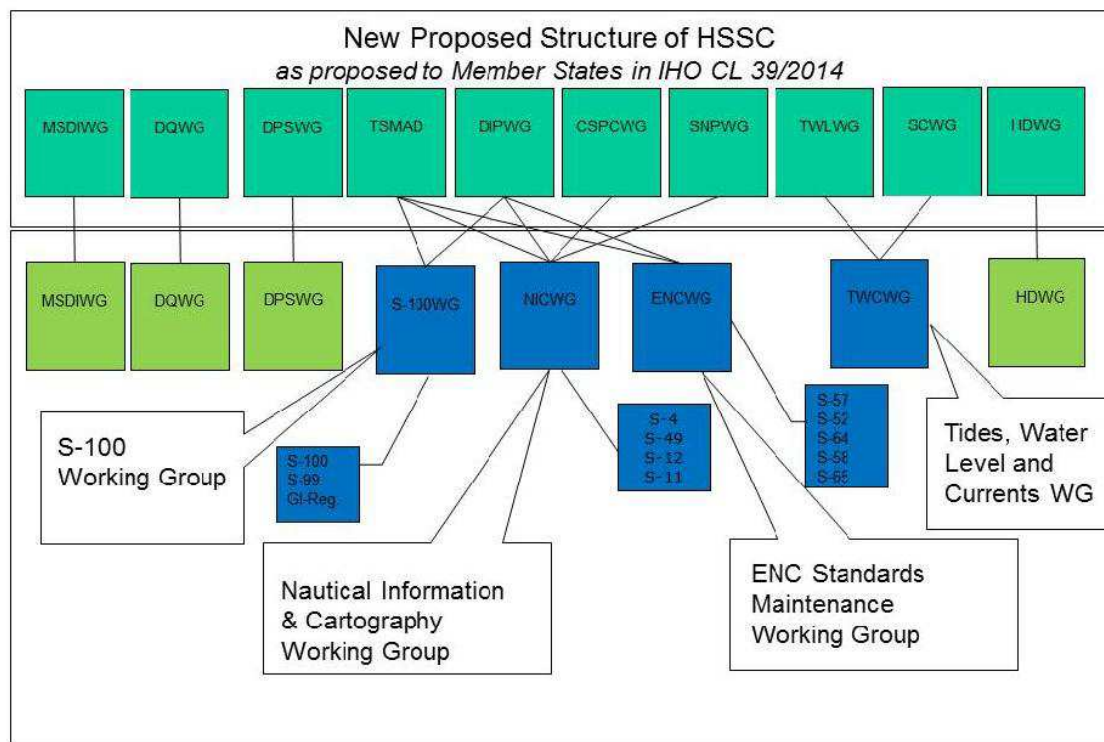 New Proposed Structure of HSSC
as proposed to Member States in IHO CL 39/2014
MSDIWG
DQWG
DPSWG
TSMAD
DIPWG
CSPCWG
SNPWG
TWLWG
SCWG
HDWG
MSDIWG
DQWG
DPSWG
S-100WG
NICWG
ENCWG
TWCWG
HDWG
S-100
Working Group
S-100
S-99
GI-Reg.
S-4
S-49
S-12
S-11
S-57
S-52
S-64
S-58
S-65
Tides, Water
Level and
Currents WG
Nautical Information
& Cartography
Working Group
ENC Standards
Maintenance
Working Group